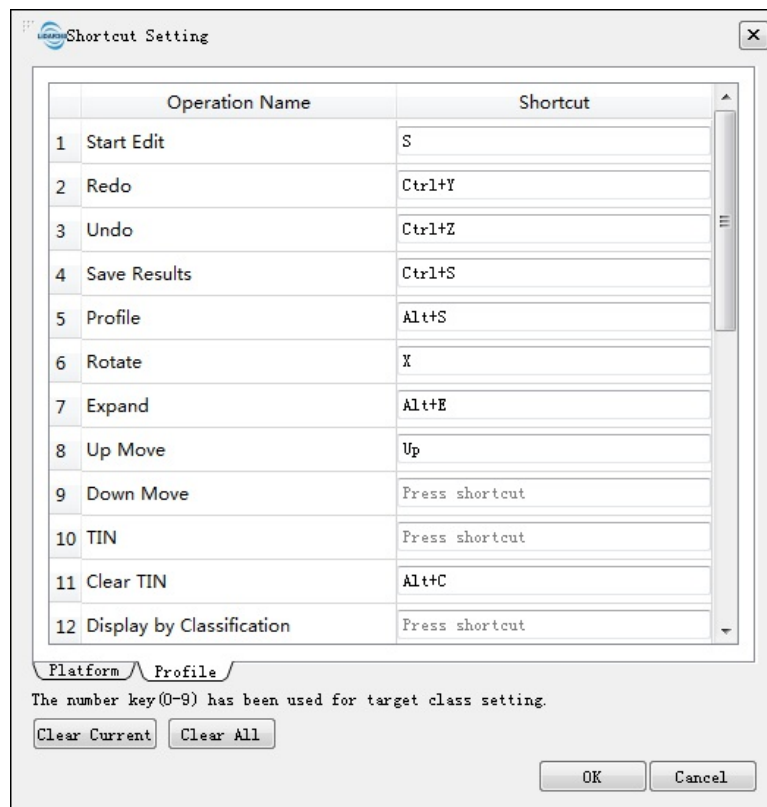 Shortcut Setting
Operation Name Shortcut
1 Start Edit S
2 Redo Ctrl+Y
3 Undo Ctrl+Z
4 Save Results Ctrl+S
5 Profile Alt+S
6 Rotate X
7 Expand Alt+E
8 Up Move Up
9 Down Move Press shortcut
10 TIN Press shortcut
11 Clear TIN Alt+C
12 Display by Classification Press shortcut
Platform Profile
The number key(0-9) has been used for target class setting.
Clear Current Clear All
OK Cancel